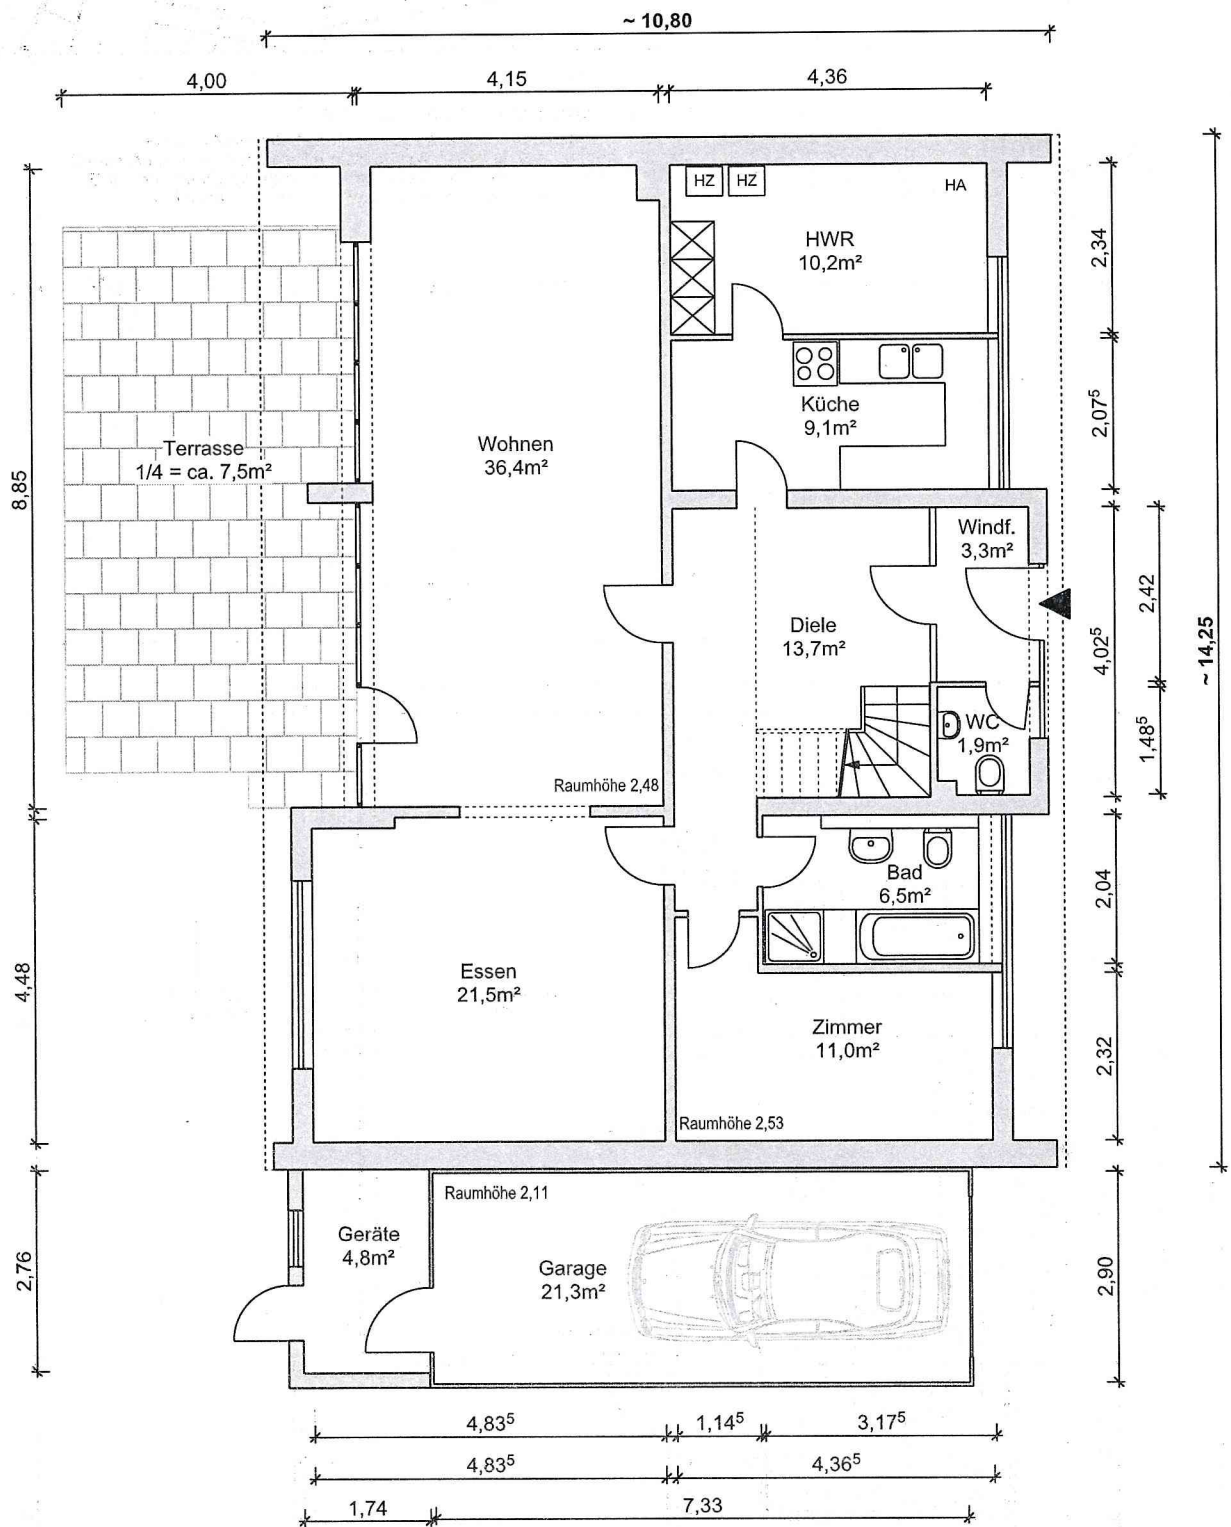 ~ 10,80
4,00
4,15
4,36
HZ
HZ
HA
HWR
10,2m²
2,34
Küche
9,1m²
2,07⁵
Terrasse
1/4 = ca. 7,5m²
Wohnen
36,4m²
8,85
Windf.
3,3m²
2,42
Diele
13,7m²
4,02⁵
~ 14,25
WC
1,9m²
1,48⁵
Raumhöhe 2,48
Bad
6,5m²
2,04
Essen
21,5m²
4,48
Zimmer
11,0m²
2,32
Raumhöhe 2,53
Raumhöhe 2,11
Geräte
4,8m²
2,76
Garage
21,3m²
2,90
4,83⁵
1,14⁵
3,17⁵
4,83⁵
4,36⁵
1,74
7,33